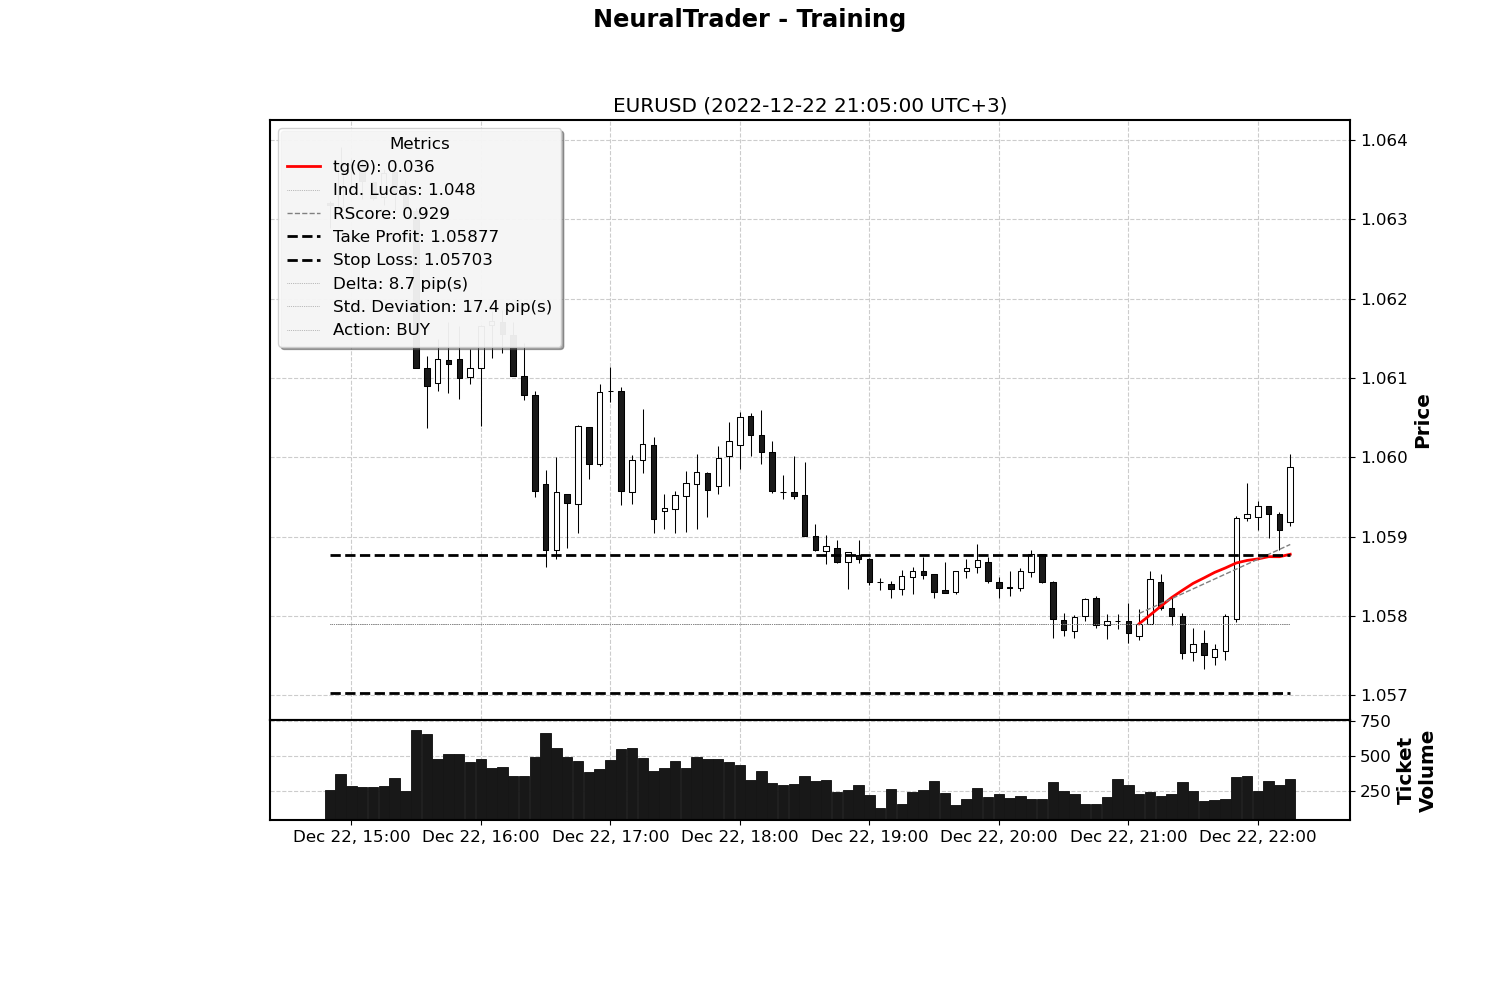 NeuralTrader - Training
EURUSD (2022-12-22 21:05:00 UTC+3)
Metrics
tg(Θ): 0.036
Ind. Lucas: 1.048
RScore: 0.929
Take Profit: 1.05877
Stop Loss: 1.05703
Delta: 8.7 pip(s)
Std. Deviation: 17.4 pip(s)
Action: BUY
1.064
1.063
1.062
1.061
1.060
1.059
1.058
1.057
Price
750
500
250
Ticket
Volume
Dec 22, 15:00 Dec 22, 16:00 Dec 22, 17:00 Dec 22, 18:00 Dec 22, 19:00 Dec 22, 20:00 Dec 22, 21:00 Dec 22, 22:00